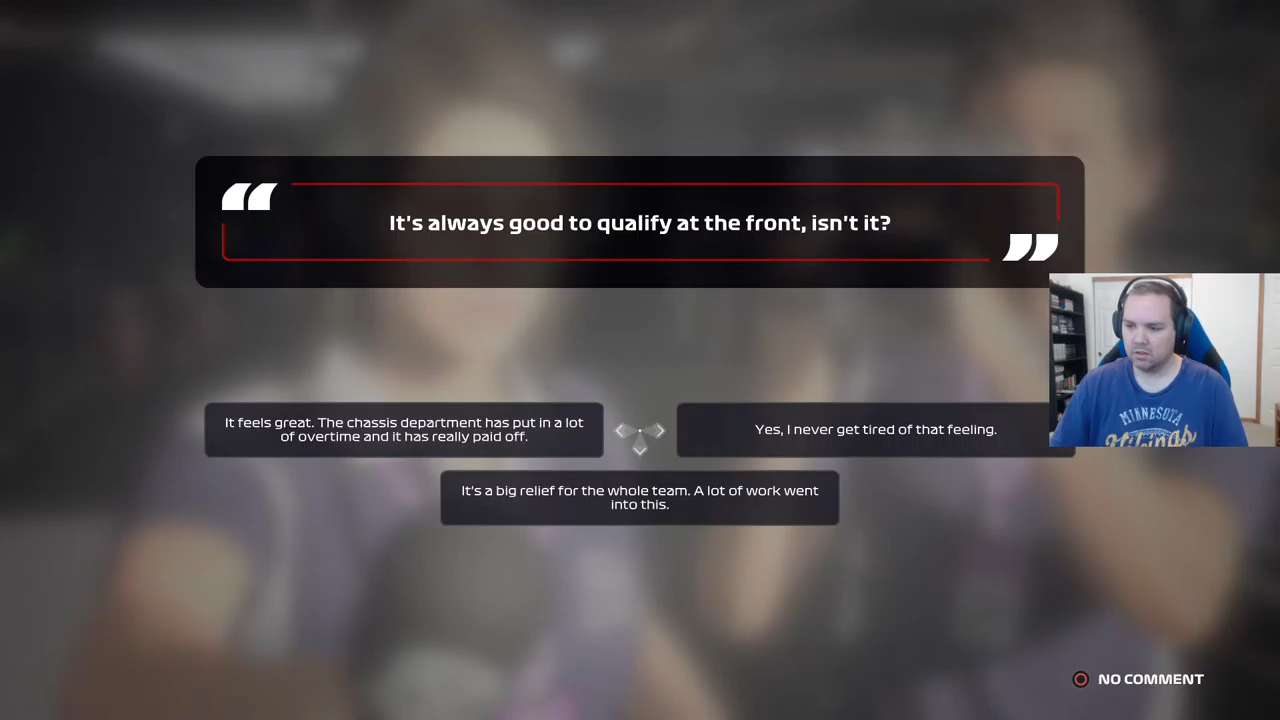 It's always good to qualify at the front, isn't it?
It feels great. The chassis department has put in a lot
of overtime and it has really paid off.
Yes, I never get tired of that feeling.
It's a big relief for the whole team. A lot of work went
into this.
MINNESOTA
Vikings
NO COMMENT